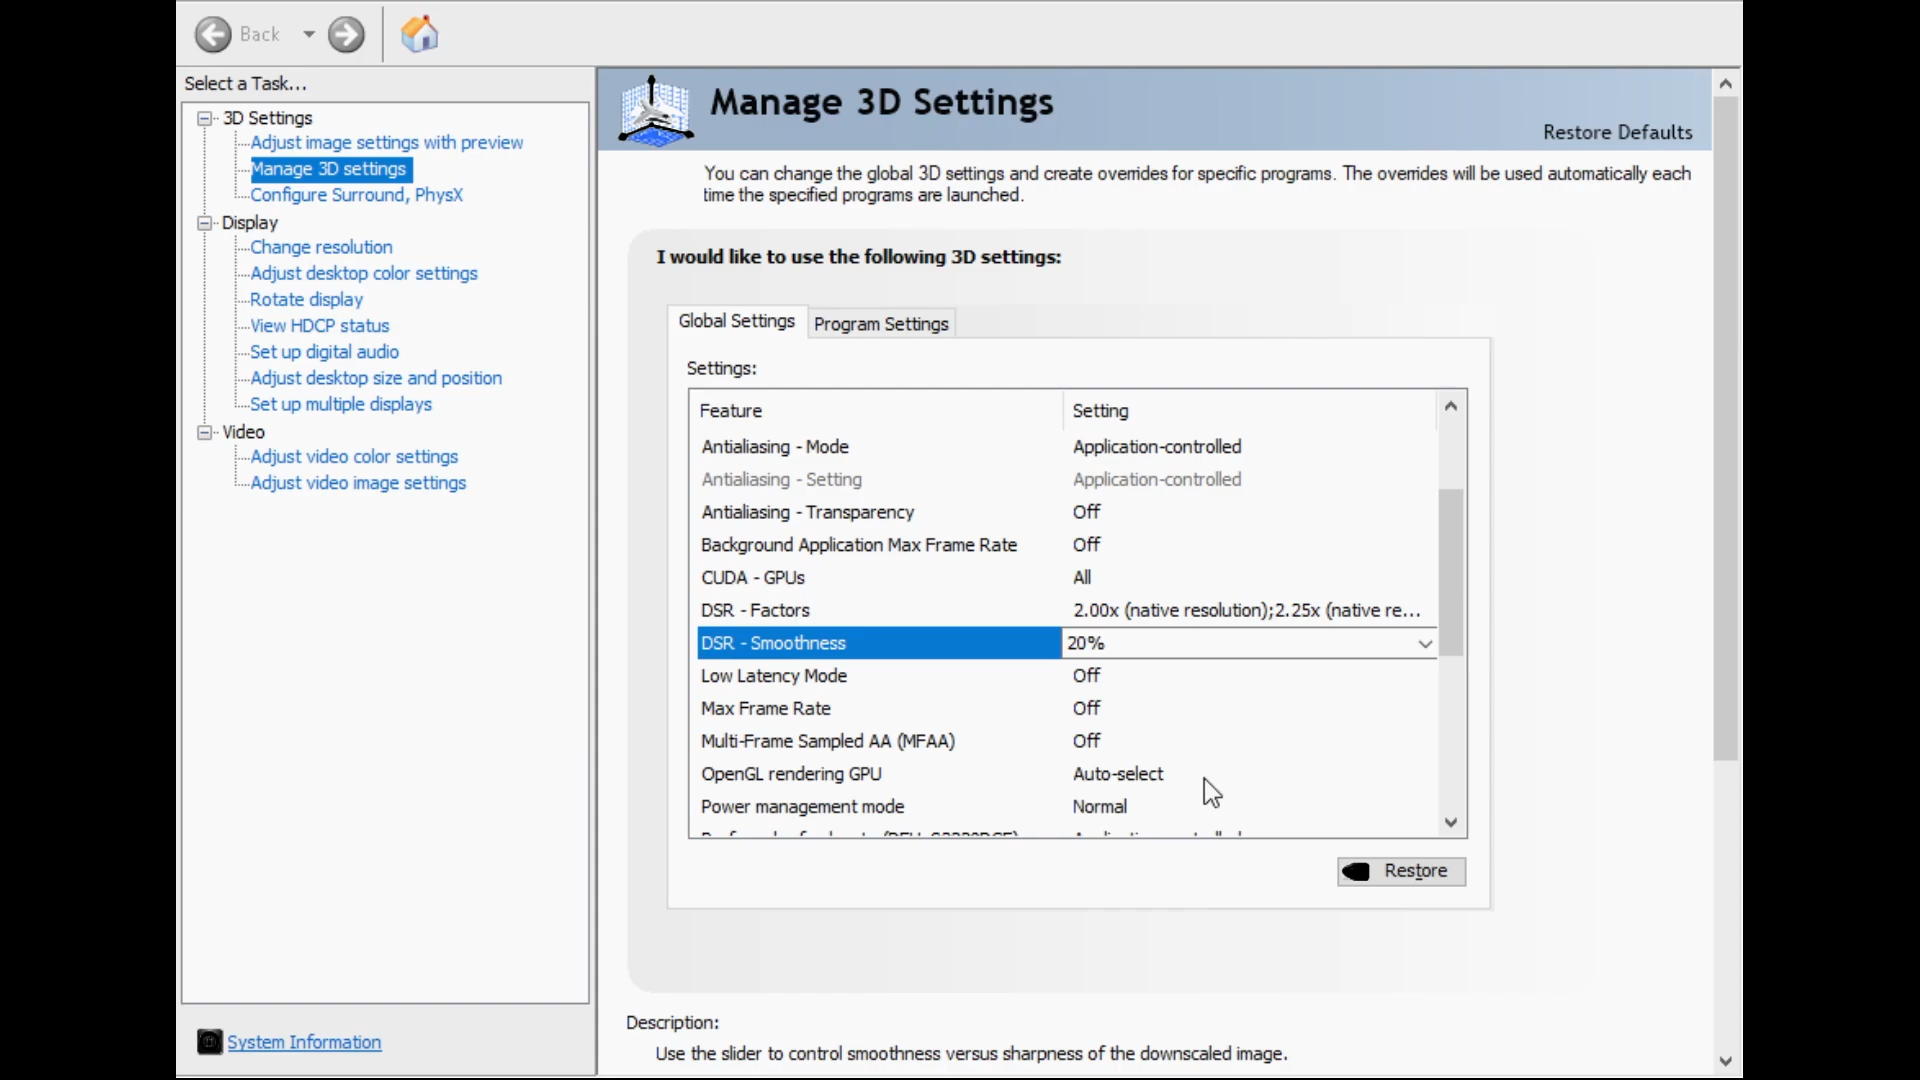 Back
Select a Task...
3D Settings
Adjust image settings with preview
Manage 3D settings
Configure Surround, PhysX
Display
Change resolution
Adjust desktop color settings
Rotate display
View HDCP status
Set up digital audio
Adjust desktop size and position
Set up multiple displays
Video
Adjust video color settings
Adjust video image settings
System Information
Manage 3D Settings
Restore Defaults
You can change the global 3D settings and create overrides for specific programs. The overrides will be used automatically each
time the specified programs are launched.
I would like to use the following 3D settings:
Global Settings Program Settings
Settings:
Feature Setting
Antialiasing - Mode Application-controlled
Antialiasing - Setting Application-controlled
Antialiasing - Transparency Off
Background Application Max Frame Rate Off
CUDA - GPUs All
DSR - Factors 2.00x (native resolution);2.25x (native re...
DSR - Smoothness 20%
Low Latency Mode Off
Max Frame Rate Off
Multi-Frame Sampled AA (MFAA) Off
OpenGL rendering GPU Auto-select
Power management mode Normal
Restore
Description:
Use the slider to control smoothness versus sharpness of the downscaled image.